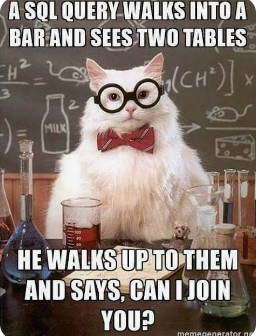 A SQL QUERY WALKS INTO A
BAR AND SEES TWO TABLES
MILK
HE WALKS UP TO THEM
AND SAYS, CAN I JOIN
YOU?
memegenerator.net